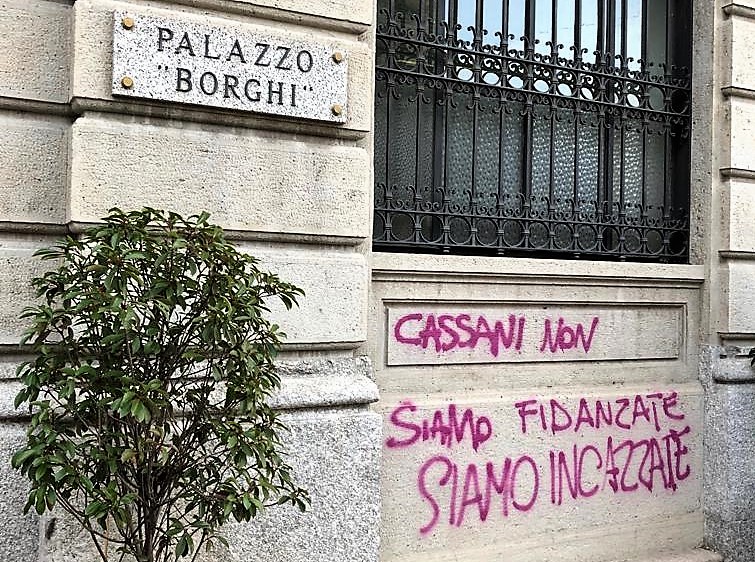 PALAZZO
"BORGHI"
CASSANI NON
SIAMO FIDANZATE
SIAMO INCAZZATE